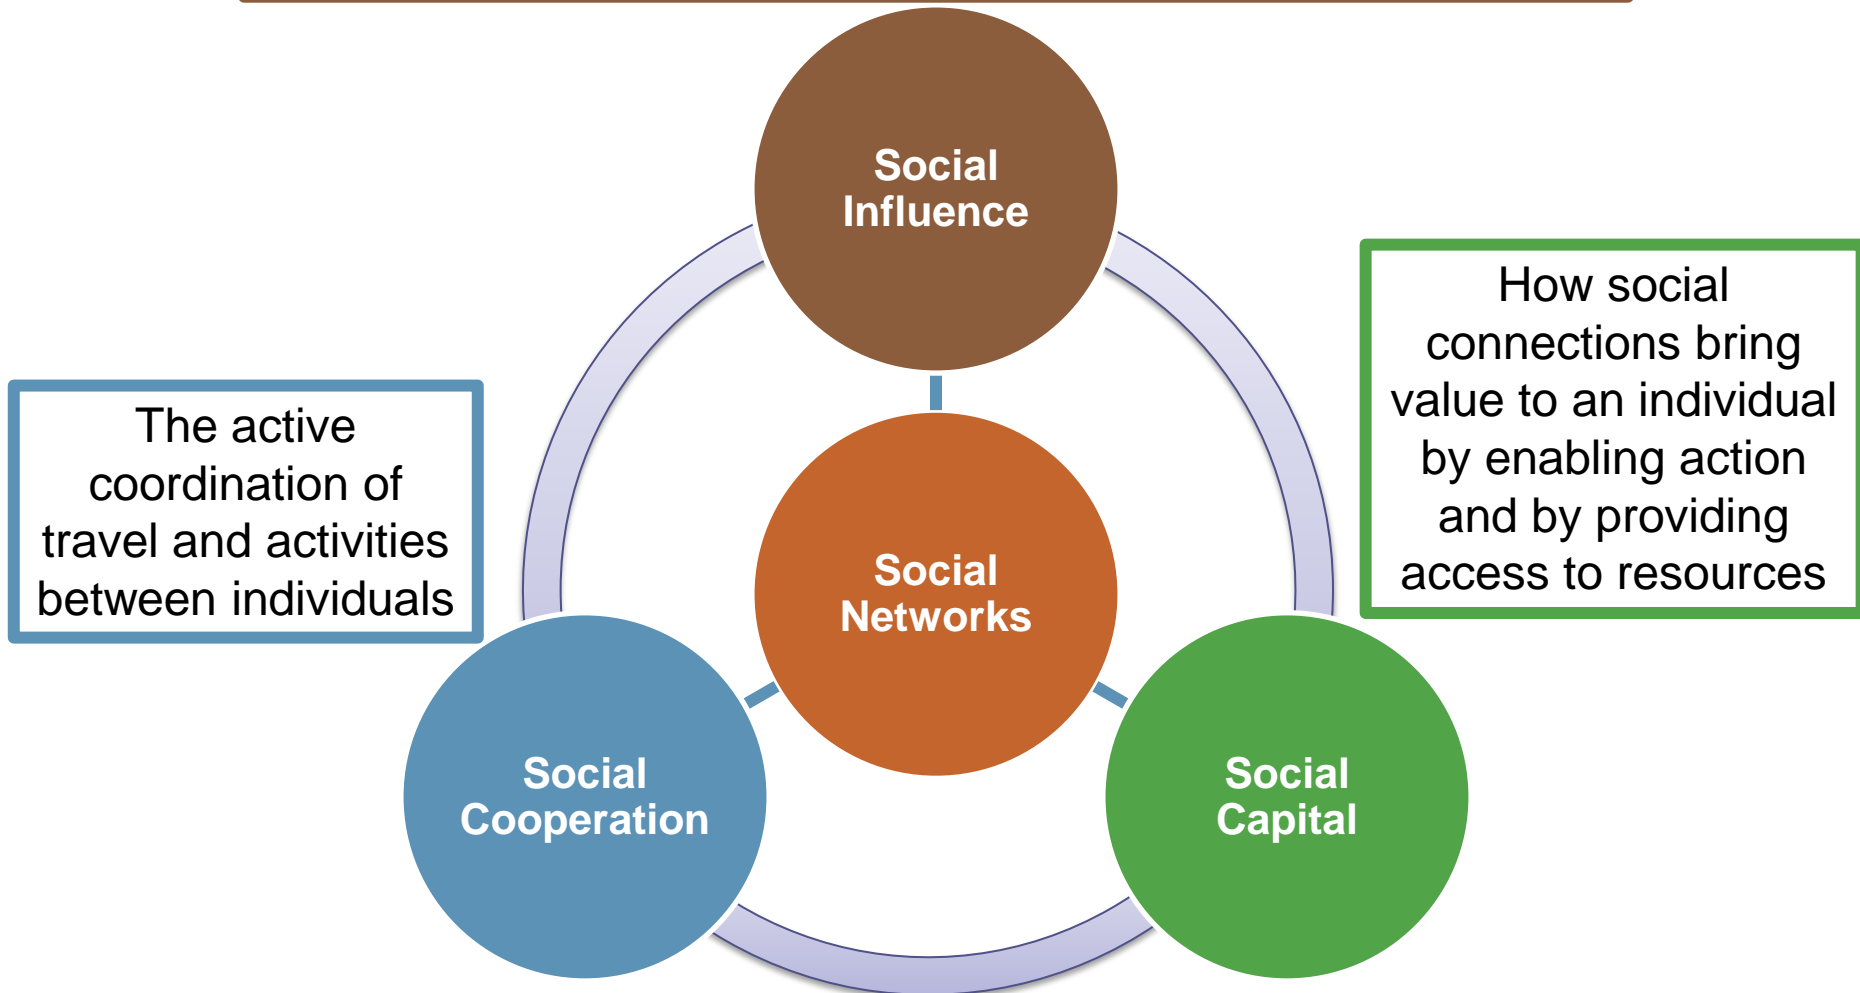 Social
Influence
How social
connections bring
value to an individual
by enabling action
and by providing
access to resources
The active
coordination of
travel and activities
between individuals
Social
Networks
Social
Cooperation
Social
Capital